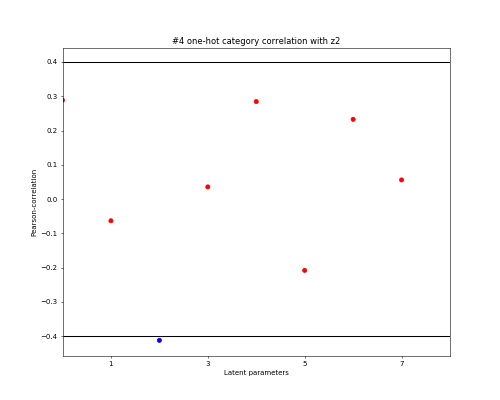 #4 one-hot category correlation with z2
0.4
0.3
0.2
0.1
0.0
−0.1
−0.2
−0.3
−0.4
Pearson-correlation
1 3 5 7
Latent parameters